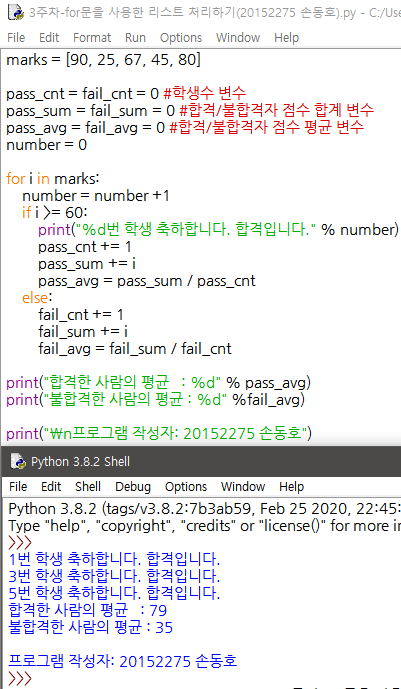 3주차-for문을 사용한 리스트 처리하기(20152275 손동호).py - C:/Use
File Edit Format Run Options Window Help
marks = [90, 25, 67, 45, 80]
pass_cnt = fail_cnt = 0 #학생수 변수
pass_sum = fail_sum = 0 #합격/불합격자 점수 합계 변수
pass_avg = fail_avg = 0 #합격/불합격자 점수 평균 변수
number = 0
for i in marks:
    number = number +1
    if i >= 60:
        print("%d번 학생 축하합니다. 합격입니다." % number)
        pass_cnt += 1
        pass_sum += i
        pass_avg = pass_sum / pass_cnt
    else:
        fail_cnt += 1
        fail_sum += i
        fail_avg = fail_sum / fail_cnt
print("합격한 사람의 평균   : %d" % pass_avg)
print("불합격한 사람의 평균 : %d" %fail_avg)
print("₩n프로그램 작성자: 20152275 손동호")
Python 3.8.2 Shell
File Edit Shell Debug Options Window Help
Python 3.8.2 (tags/v3.8.2:7b3ab59, Feb 25 2020, 22:45:
Type "help", "copyright", "credits" or "license()" for more in
>>>
1번 학생 축하합니다. 합격입니다.
3번 학생 축하합니다. 합격입니다.
5번 학생 축하합니다. 합격입니다.
합격한 사람의 평균   : 79
불합격한 사람의 평균 : 35
프로그램 작성자: 20152275 손동호
>>>